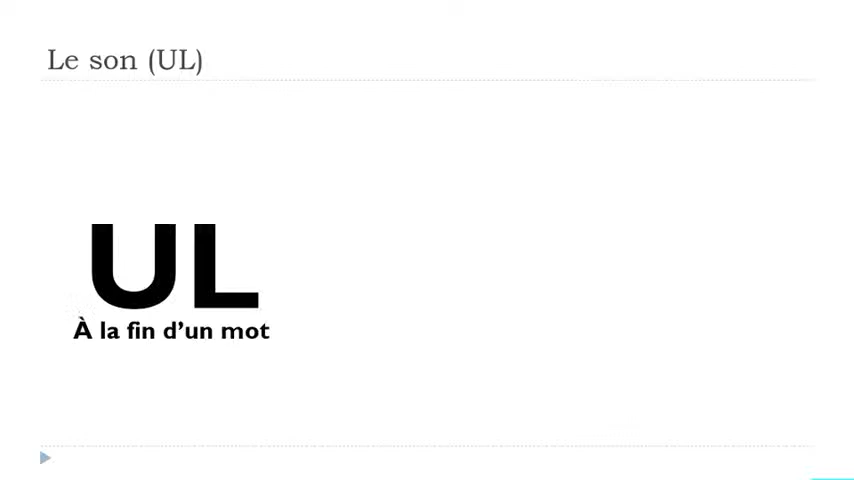 Le son (UL)
UL
À la fin d’un mot